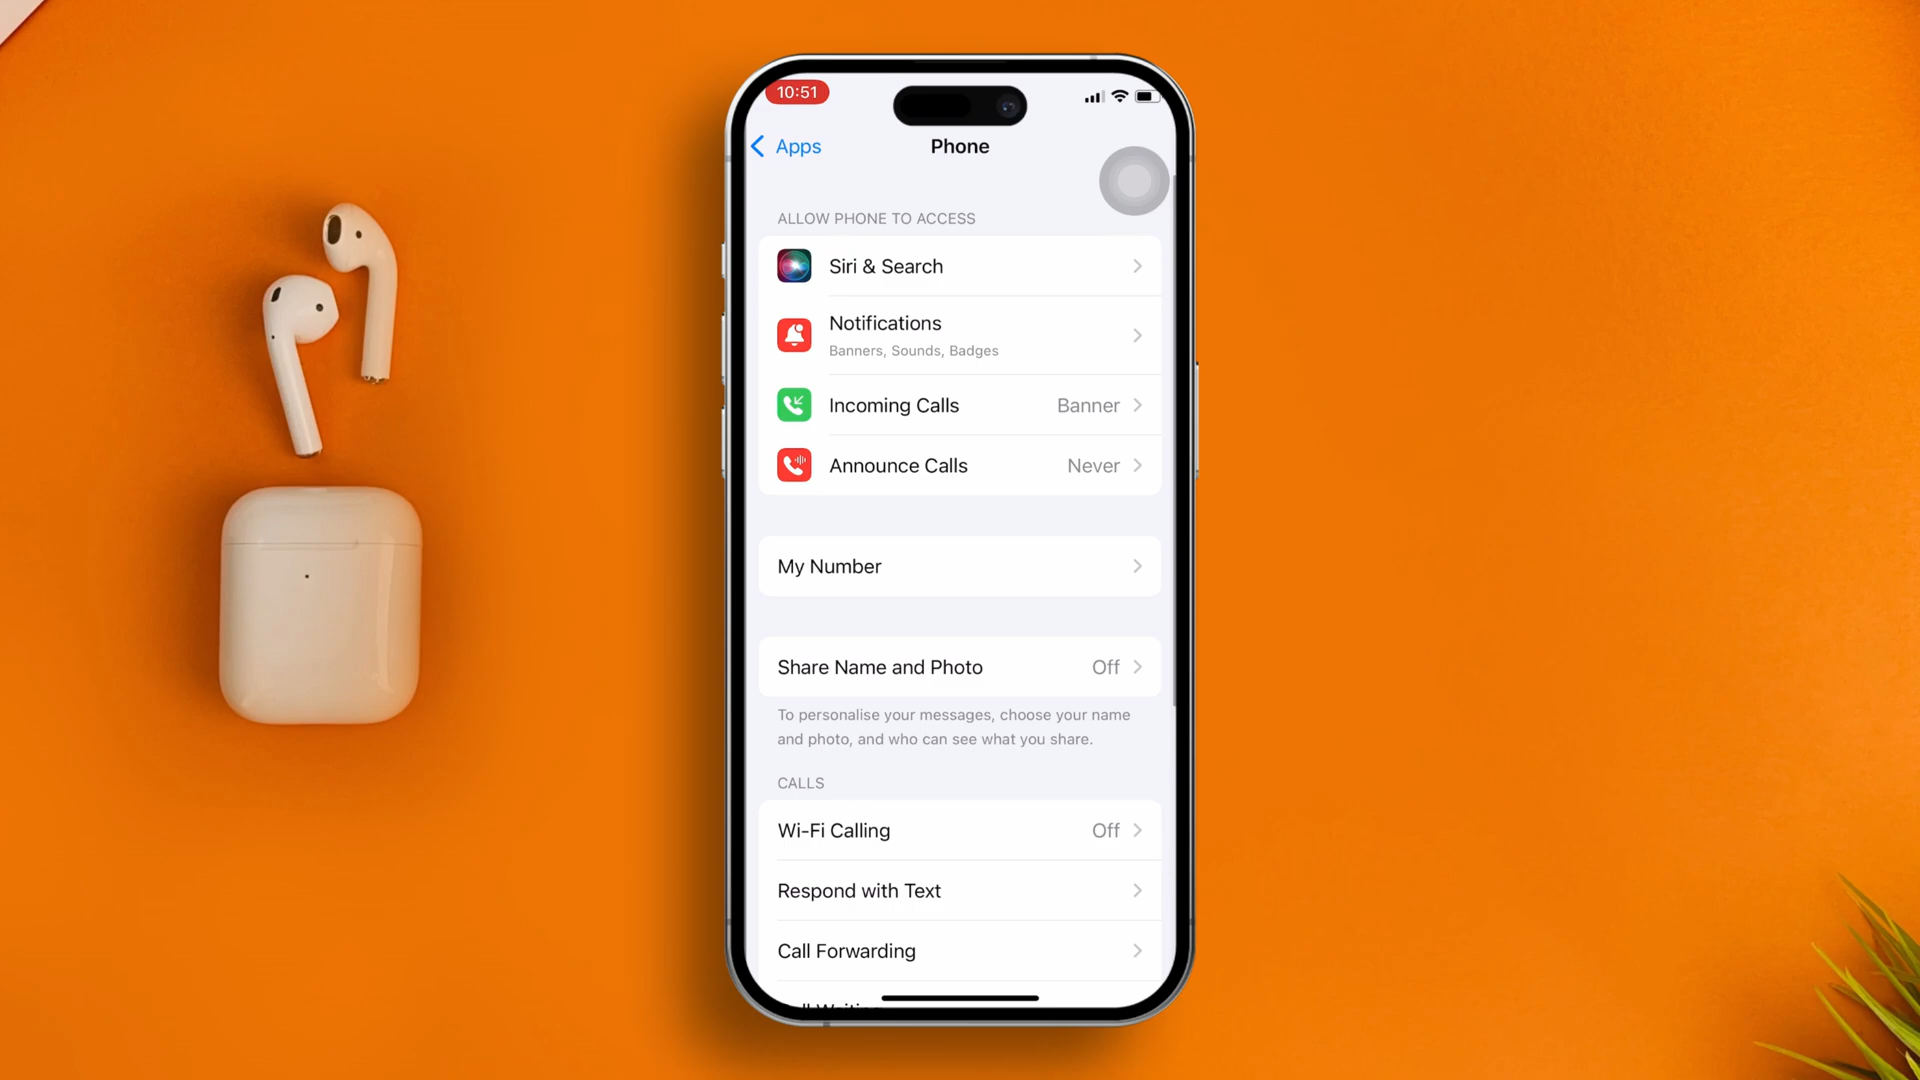 10:51
Apps
Phone
ALLOW PHONE TO ACCESS
Siri & Search
Notifications
Banners, Sounds, Badges
Incoming Calls Banner
Announce Calls Never
My Number
Share Name and Photo Off
To personalise your messages, choose your name
and photo, and who can see what you share.
CALLS
Wi-Fi Calling Off
Respond with Text
Call Forwarding